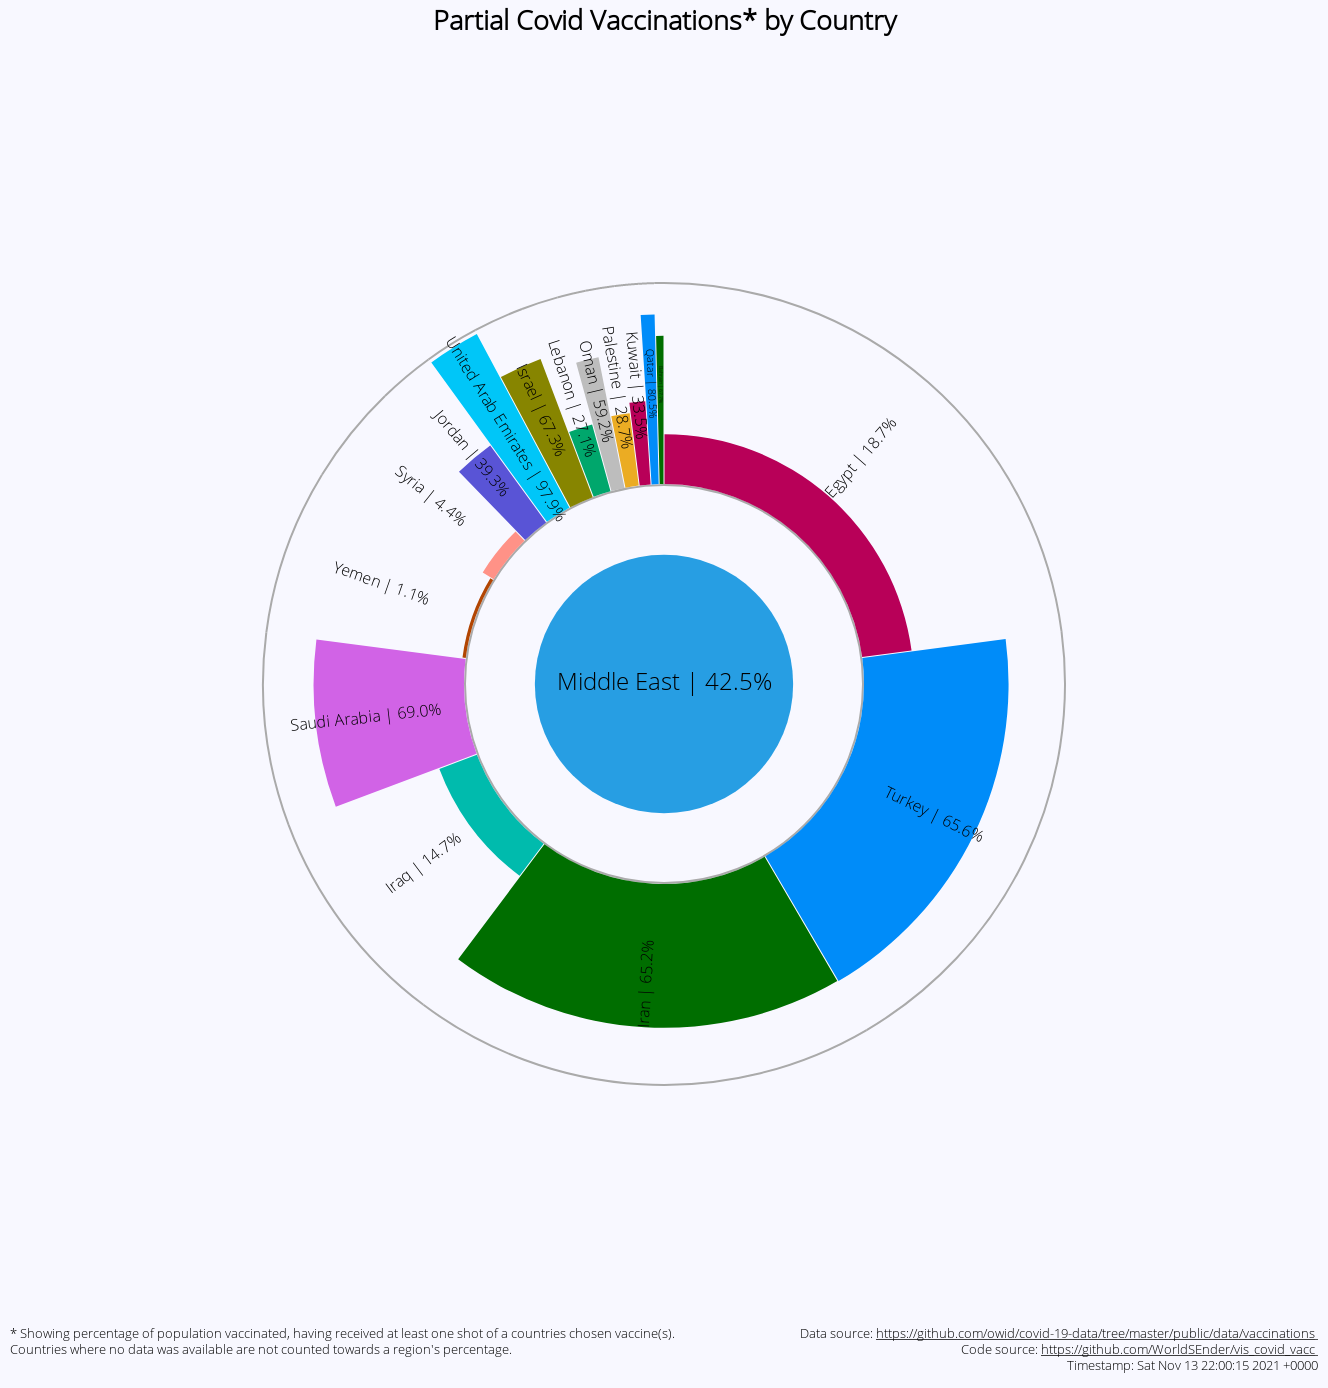 Partial Covid Vaccinations* by Country
Egypt | 18.7%
Turkey | 65.6%
Iran | 65.2%
Iraq | 14.7%
Saudi Arabia | 69.0%
Yemen | 1.1%
Syria | 4.4%
Jordan | 39.3%
United Arab Emirates | 97.9%
Israel | 67.3%
Lebanon | 27.1%
Oman | 59.2%
Palestine | 28.7%
Kuwait | 33.5%
Qatar | 80.5%
Middle East | 42.5%
* Showing percentage of population vaccinated, having received at least one shot of a countries chosen vaccine(s).
Countries where no data was available are not counted towards a region's percentage.
Data source: https://github.com/owid/covid-19-data/tree/master/public/data/vaccinations
Code source: https://github.com/WorldSEnder/vis_covid_vacc
Timestamp: Sat Nov 13 22:00:15 2021 +0000